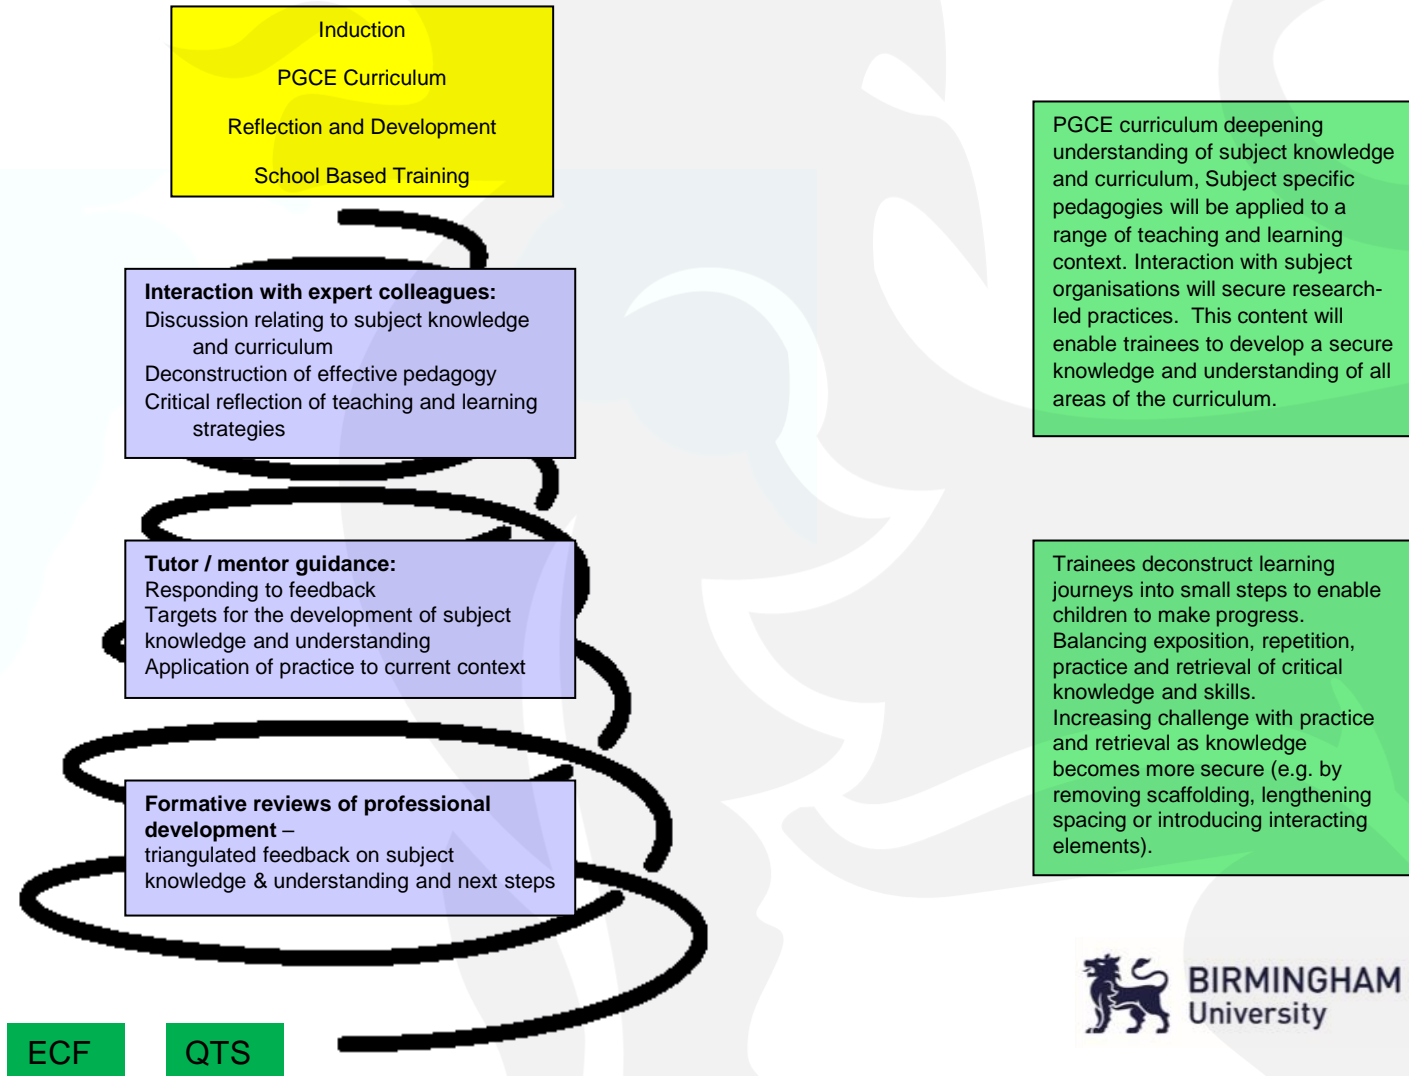 Induction
PGCE Curriculum
Reflection and Development
School Based Training
Interaction with expert colleagues:
Discussion relating to subject knowledge
and curriculum
Deconstruction of effective pedagogy
Critical reflection of teaching and learning
strategies
Tutor / mentor guidance:
Responding to feedback
Targets for the development of subject
knowledge and understanding
Application of practice to current context
Formative reviews of professional
development –
triangulated feedback on subject
knowledge & understanding and next steps
ECF
QTS
PGCE curriculum deepening
understanding of subject knowledge
and curriculum, Subject specific
pedagogies will be applied to a
range of teaching and learning
context. Interaction with subject
organisations will secure research-
led practices.  This content will
enable trainees to develop a secure
knowledge and understanding of all
areas of the curriculum.
Trainees deconstruct learning
journeys into small steps to enable
children to make progress.
Balancing exposition, repetition,
practice and retrieval of critical
knowledge and skills.
Increasing challenge with practice
and retrieval as knowledge
becomes more secure (e.g. by
removing scaffolding, lengthening
spacing or introducing interacting
elements).
BIRMINGHAM
University